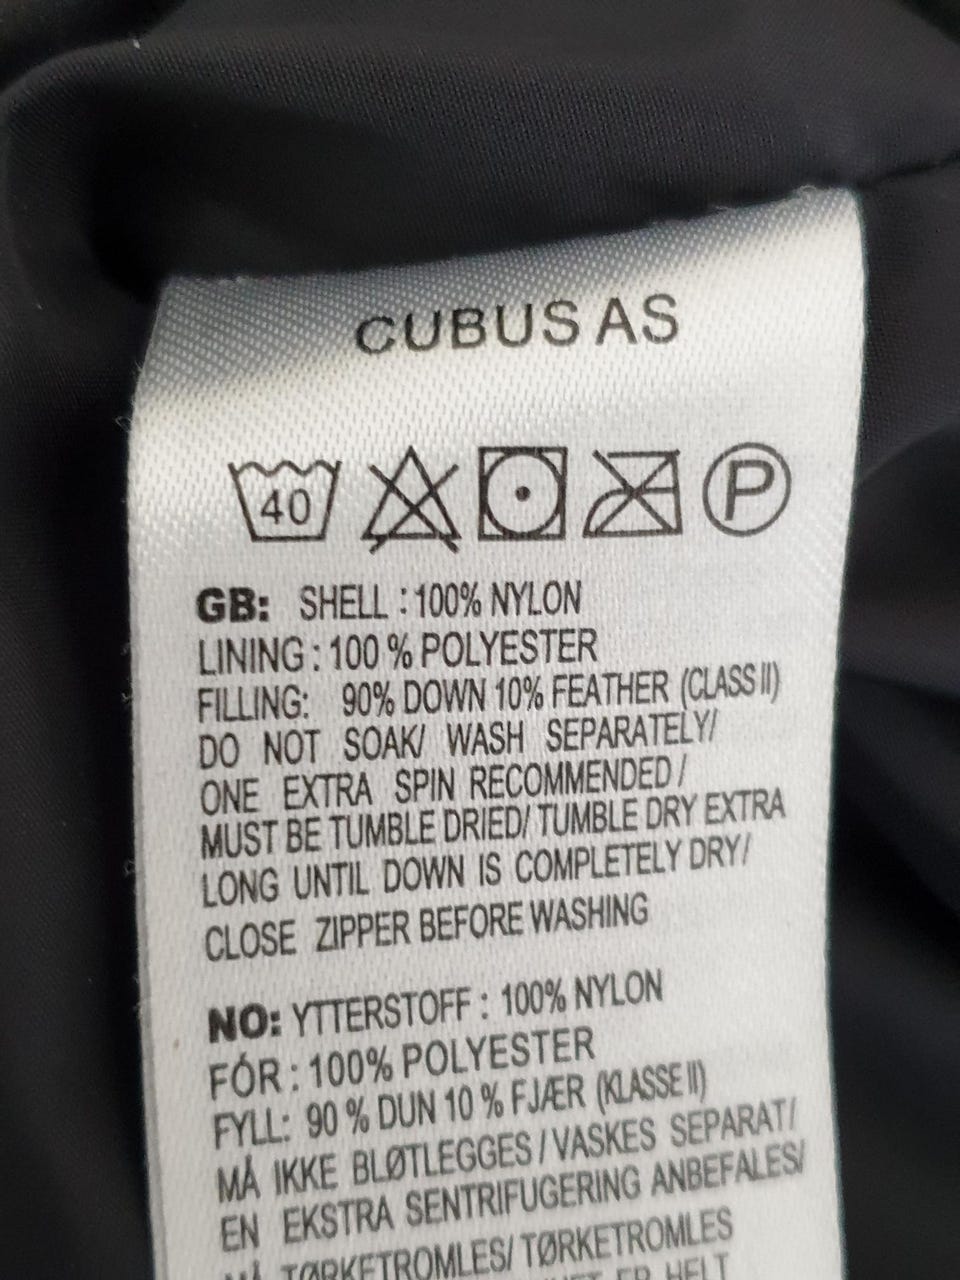 CUBUS AS
40 P
GB: SHELL : 100% NYLON
LINING : 100 % POLYESTER
FILLING: 90% DOWN 10% FEATHER (CLASS II)
DO NOT SOAK/ WASH SEPARATELY/
ONE EXTRA SPIN RECOMMENDED /
MUST BE TUMBLE DRIED/ TUMBLE DRY EXTRA
LONG UNTIL DOWN IS COMPLETELY DRY/
CLOSE ZIPPER BEFORE WASHING
NO: YTTERSTOFF : 100% NYLON
FÓR : 100% POLYESTER
FYLL: 90 % DUN 10 % FJÆR (KLASSE II)
MÅ IKKE BLØTLEGGES / VASKES SEPARAT/
EN EKSTRA SENTRIFUGERING ANBEFALES/
MÅ TØRKETROMLES/ TØRKETROMLES
ER HELT